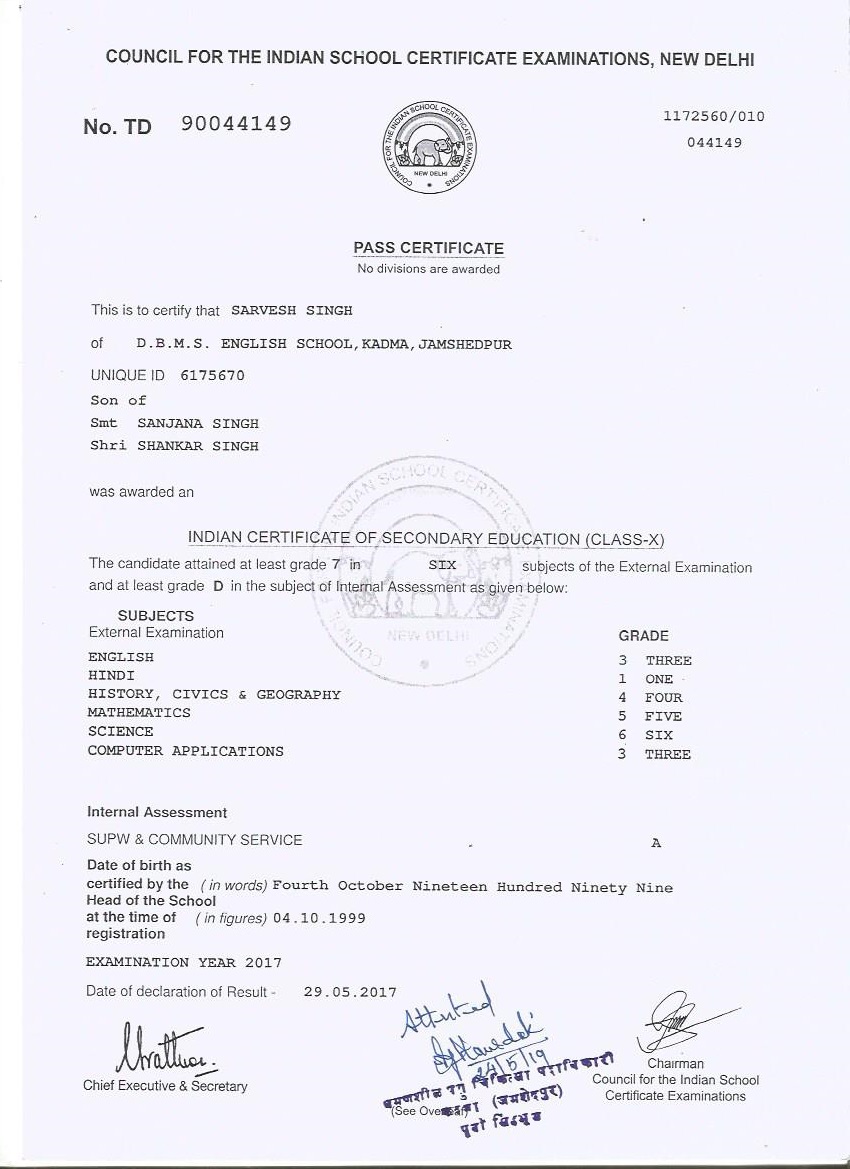 COUNCIL FOR THE INDIAN SCHOOL CERTIFICATE EXAMINATIONS, NEW DELHI
No. TD 90044149
1172560/010
044149
COUNCIL FOR THE INDIAN SCHOOL CERTIFICATE EXAMINATIONS
NEW DELHI
PASS CERTIFICATE
No divisions are awarded
This is to certify that SARVESH SINGH
of D.B.M.S. ENGLISH SCHOOL,KADMA,JAMSHEDPUR
UNIQUE ID 6175670
Son of
Smt SANJANA SINGH
Shri SHANKAR SINGH
was awarded an
INDIAN CERTIFICATE OF SECONDARY EDUCATION (CLASS-X)
The candidate attained at least grade 7 in SIX subjects of the External Examination
and at least grade D in the subject of Internal Assessment as given below:
NEW DELHI
SUBJECTS
External Examination GRADE
ENGLISH 3 THREE
HINDI 1 ONE
HISTORY, CIVICS & GEOGRAPHY 4 FOUR
MATHEMATICS 5 FIVE
SCIENCE 6 SIX
COMPUTER APPLICATIONS 3 THREE
Internal Assessment
SUPW & COMMUNITY SERVICE A
Date of birth as
certified by the (in words) Fourth October Nineteen Hundred Ninety Nine
Head of the School
at the time of (in figures) 04.10.1999
registration
EXAMINATION YEAR 2017
Date of declaration of Result - 29.05.2017
Attested
24/5/19
Chief Executive & Secretary
Chairman
Council for the Indian School
Certificate Examinations
भ्रमणशील पशु चिकित्सा पदाधिकारी
(See Overleaf)
(जमशेदपुर)
पूर्वी सिंहभूम